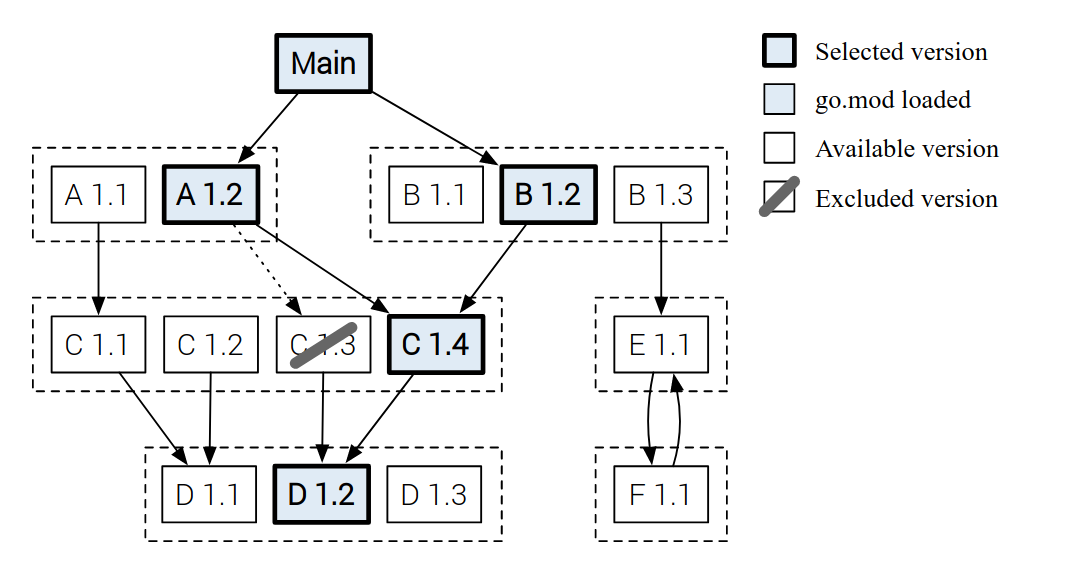 Main
Selected version
go.mod loaded
Available version
Excluded version
A 1.1
A 1.2
B 1.1
B 1.2
B 1.3
C 1.1
C 1.2
C 1.3
C 1.4
E 1.1
D 1.1
D 1.2
D 1.3
F 1.1